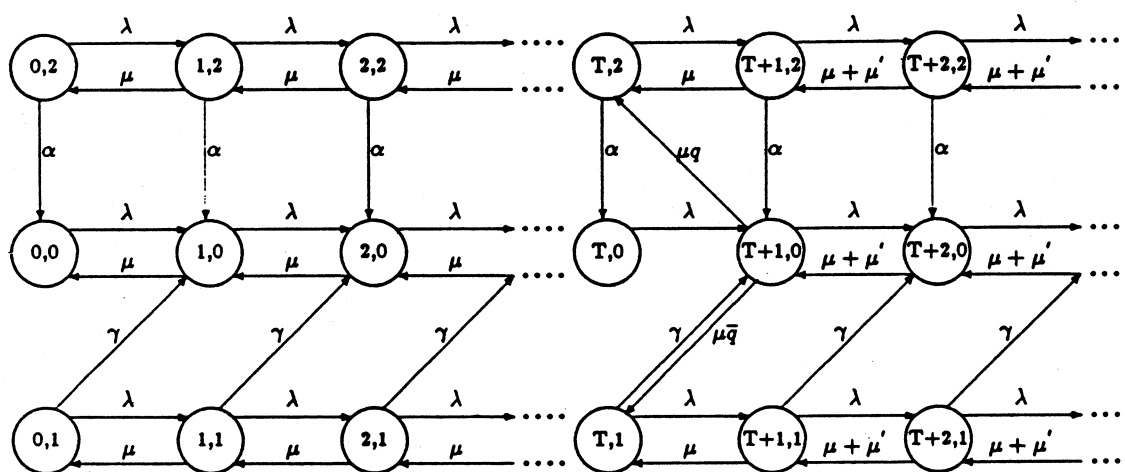 λ λ λ λ λ λ
0,2 1,2 2,2 .... T,2 T+1,2 T+2,2 ...
μ μ μ μ μ + μ′ μ + μ′
.... ...
α α α α μq α α
λ λ λ λ λ λ
.... ...
0,0 1,0 2,0 T,0 T+1,0 T+2,0
μ μ μ μ + μ′ μ + μ′
.... ...
γ γ γ γ μq̅ γ γ
λ λ λ λ λ λ
.... ...
0,1 1,1 2,1 T,1 T+1,1 T+2,1
μ μ μ μ μ + μ′ μ + μ′
.... ...